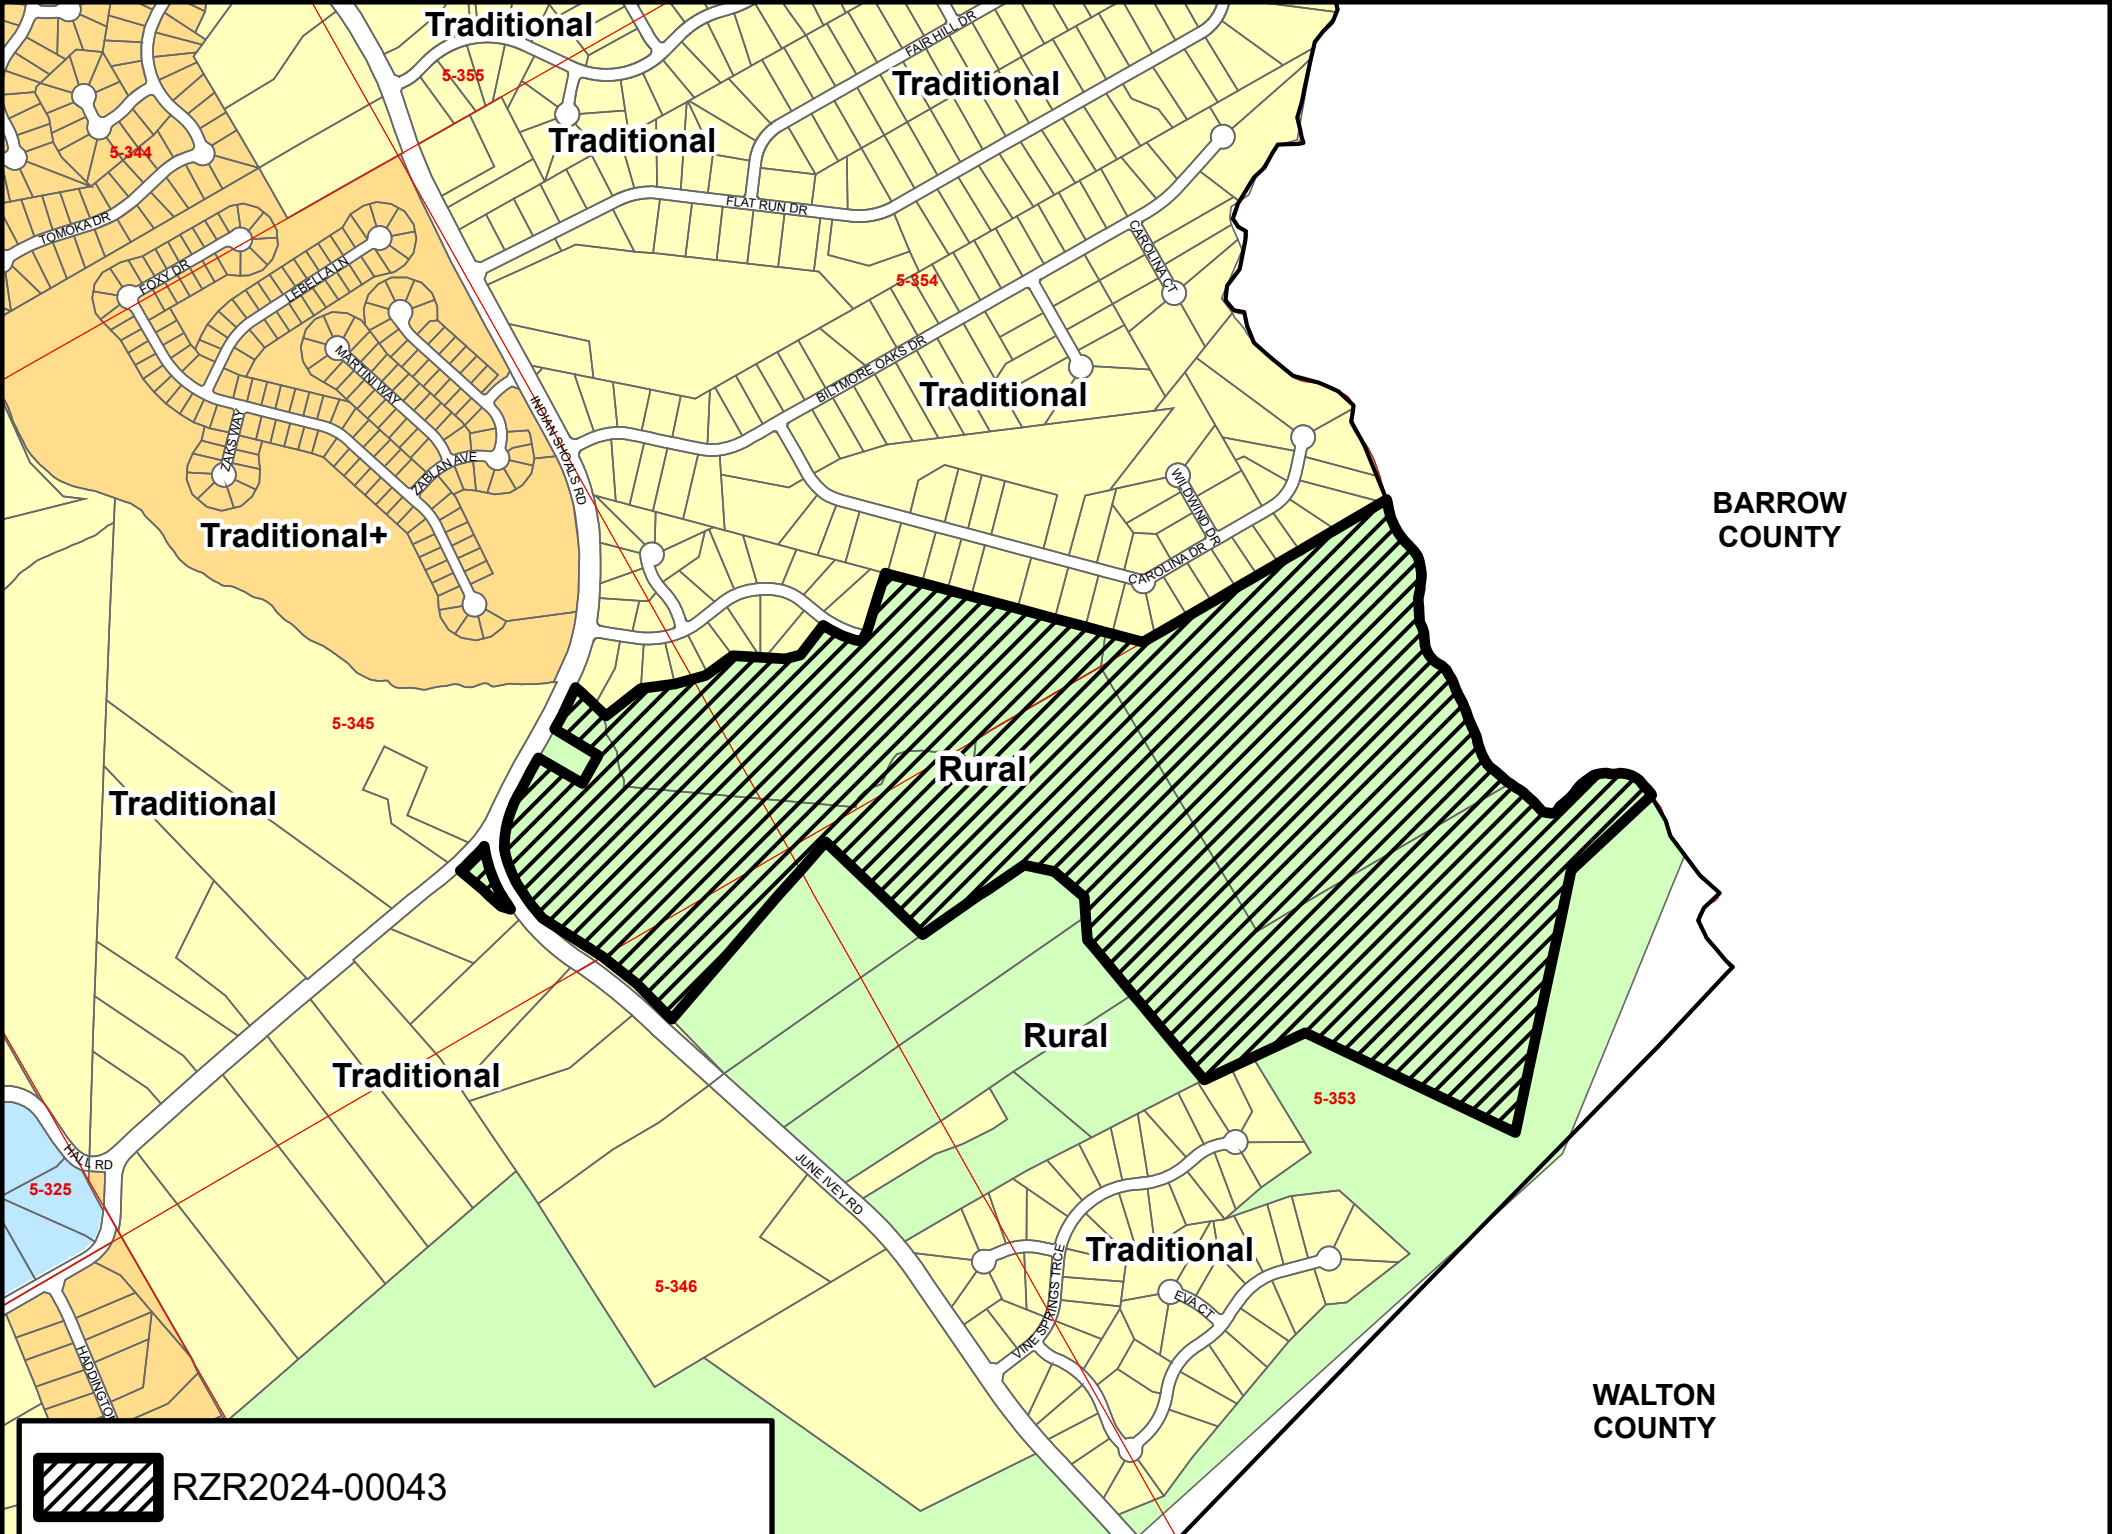 Traditional
5-355
FAIR HILL DR
Traditional
Traditional
5-344
TOMOKA DR
FLAT RUN DR
CAROLINA CT
FOXY DR
LEBELLA LN
5-354
MARTINI WAY
BILTMORE OAKS DR
Traditional
INDIAN SHOALS RD
ZAKS WAY
ZABLAN AVE
WILDWIND DR
Traditional+
BARROW
COUNTY
CAROLINA DR
5-345
Rural
Traditional
Rural
Traditional
5-353
HALL RD
5-325
JUNE IVEY RD
Traditional
5-346
VINE SPRINGS TRCE
EVA CT
HADDINGTO
WALTON
COUNTY
RZR2024-00043